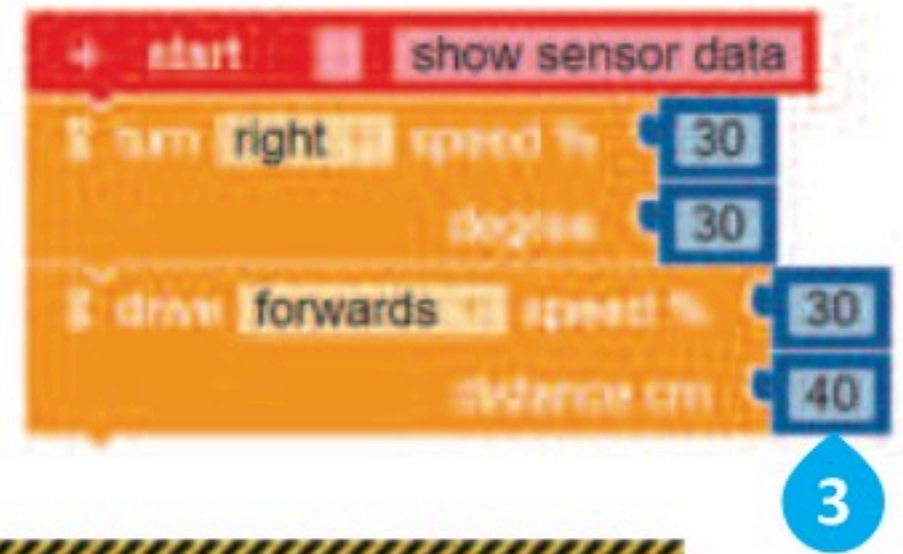 + start show sensor data
turn right speed % 30
degree 30
drive forwards speed % 30
distance cm 40
3